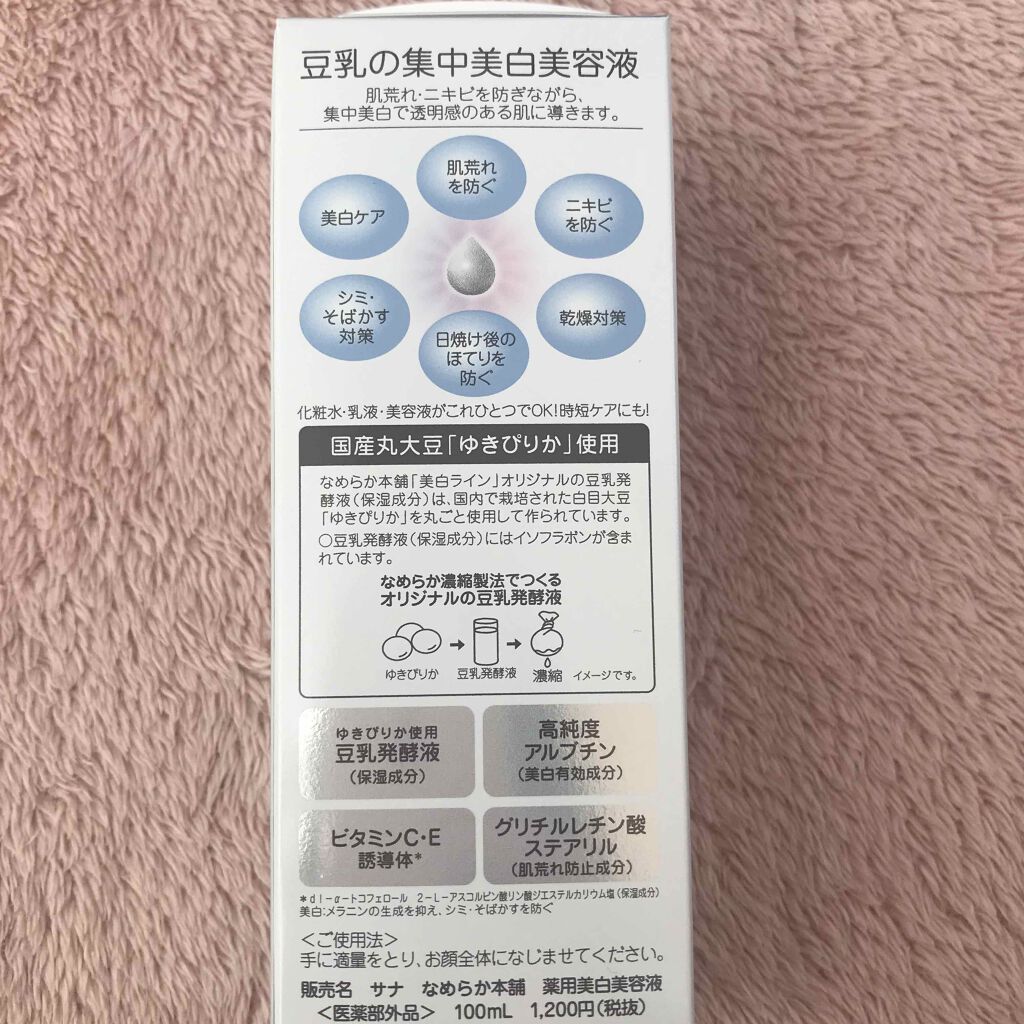 豆乳の集中美白美容液
肌荒れ・ニキビを防ぎながら、
集中美白で透明感のある肌に導きます。
肌荒れ
を防ぐ
美白ケア
ニキビ
を防ぐ
シミ・
そばかす
対策
日焼け後の
ほてりを
防ぐ
乾燥対策
化粧水・乳液・美容液がこれひとつでOK!時短ケアにも!
国産丸大豆「ゆきぴりか」使用
なめらか本舗「美白ライン」オリジナルの豆乳発
酵液(保湿成分)は、国内で栽培された白目大豆
「ゆきぴりか」を丸ごと使用して作られています。
○豆乳発酵液(保湿成分)にはイソフラボンが含ま
れています。
なめらか濃縮製法でつくる
オリジナルの豆乳発酵液
ゆきぴりか
豆乳発酵液
濃縮
イメージです。
ゆきぴりか使用
豆乳発酵液
(保湿成分)
高純度
アルブチン
(美白有効成分)
ビタミンC・E
誘導体*
グリチルレチン酸
ステアリル
(肌荒れ防止成分)
*dl-α-トコフェロール 2-L-アスコルビン酸リン酸ジエステルカリウム塩(保湿成分)
美白:メラニンの生成を抑え、シミ・そばかすを防ぐ
<ご使用法>
手に適量をとり、お顔全体になじませてください。
販売名 サナ なめらか本舗 薬用美白美容液
<医薬部外品> 100mL 1,200円(税抜)